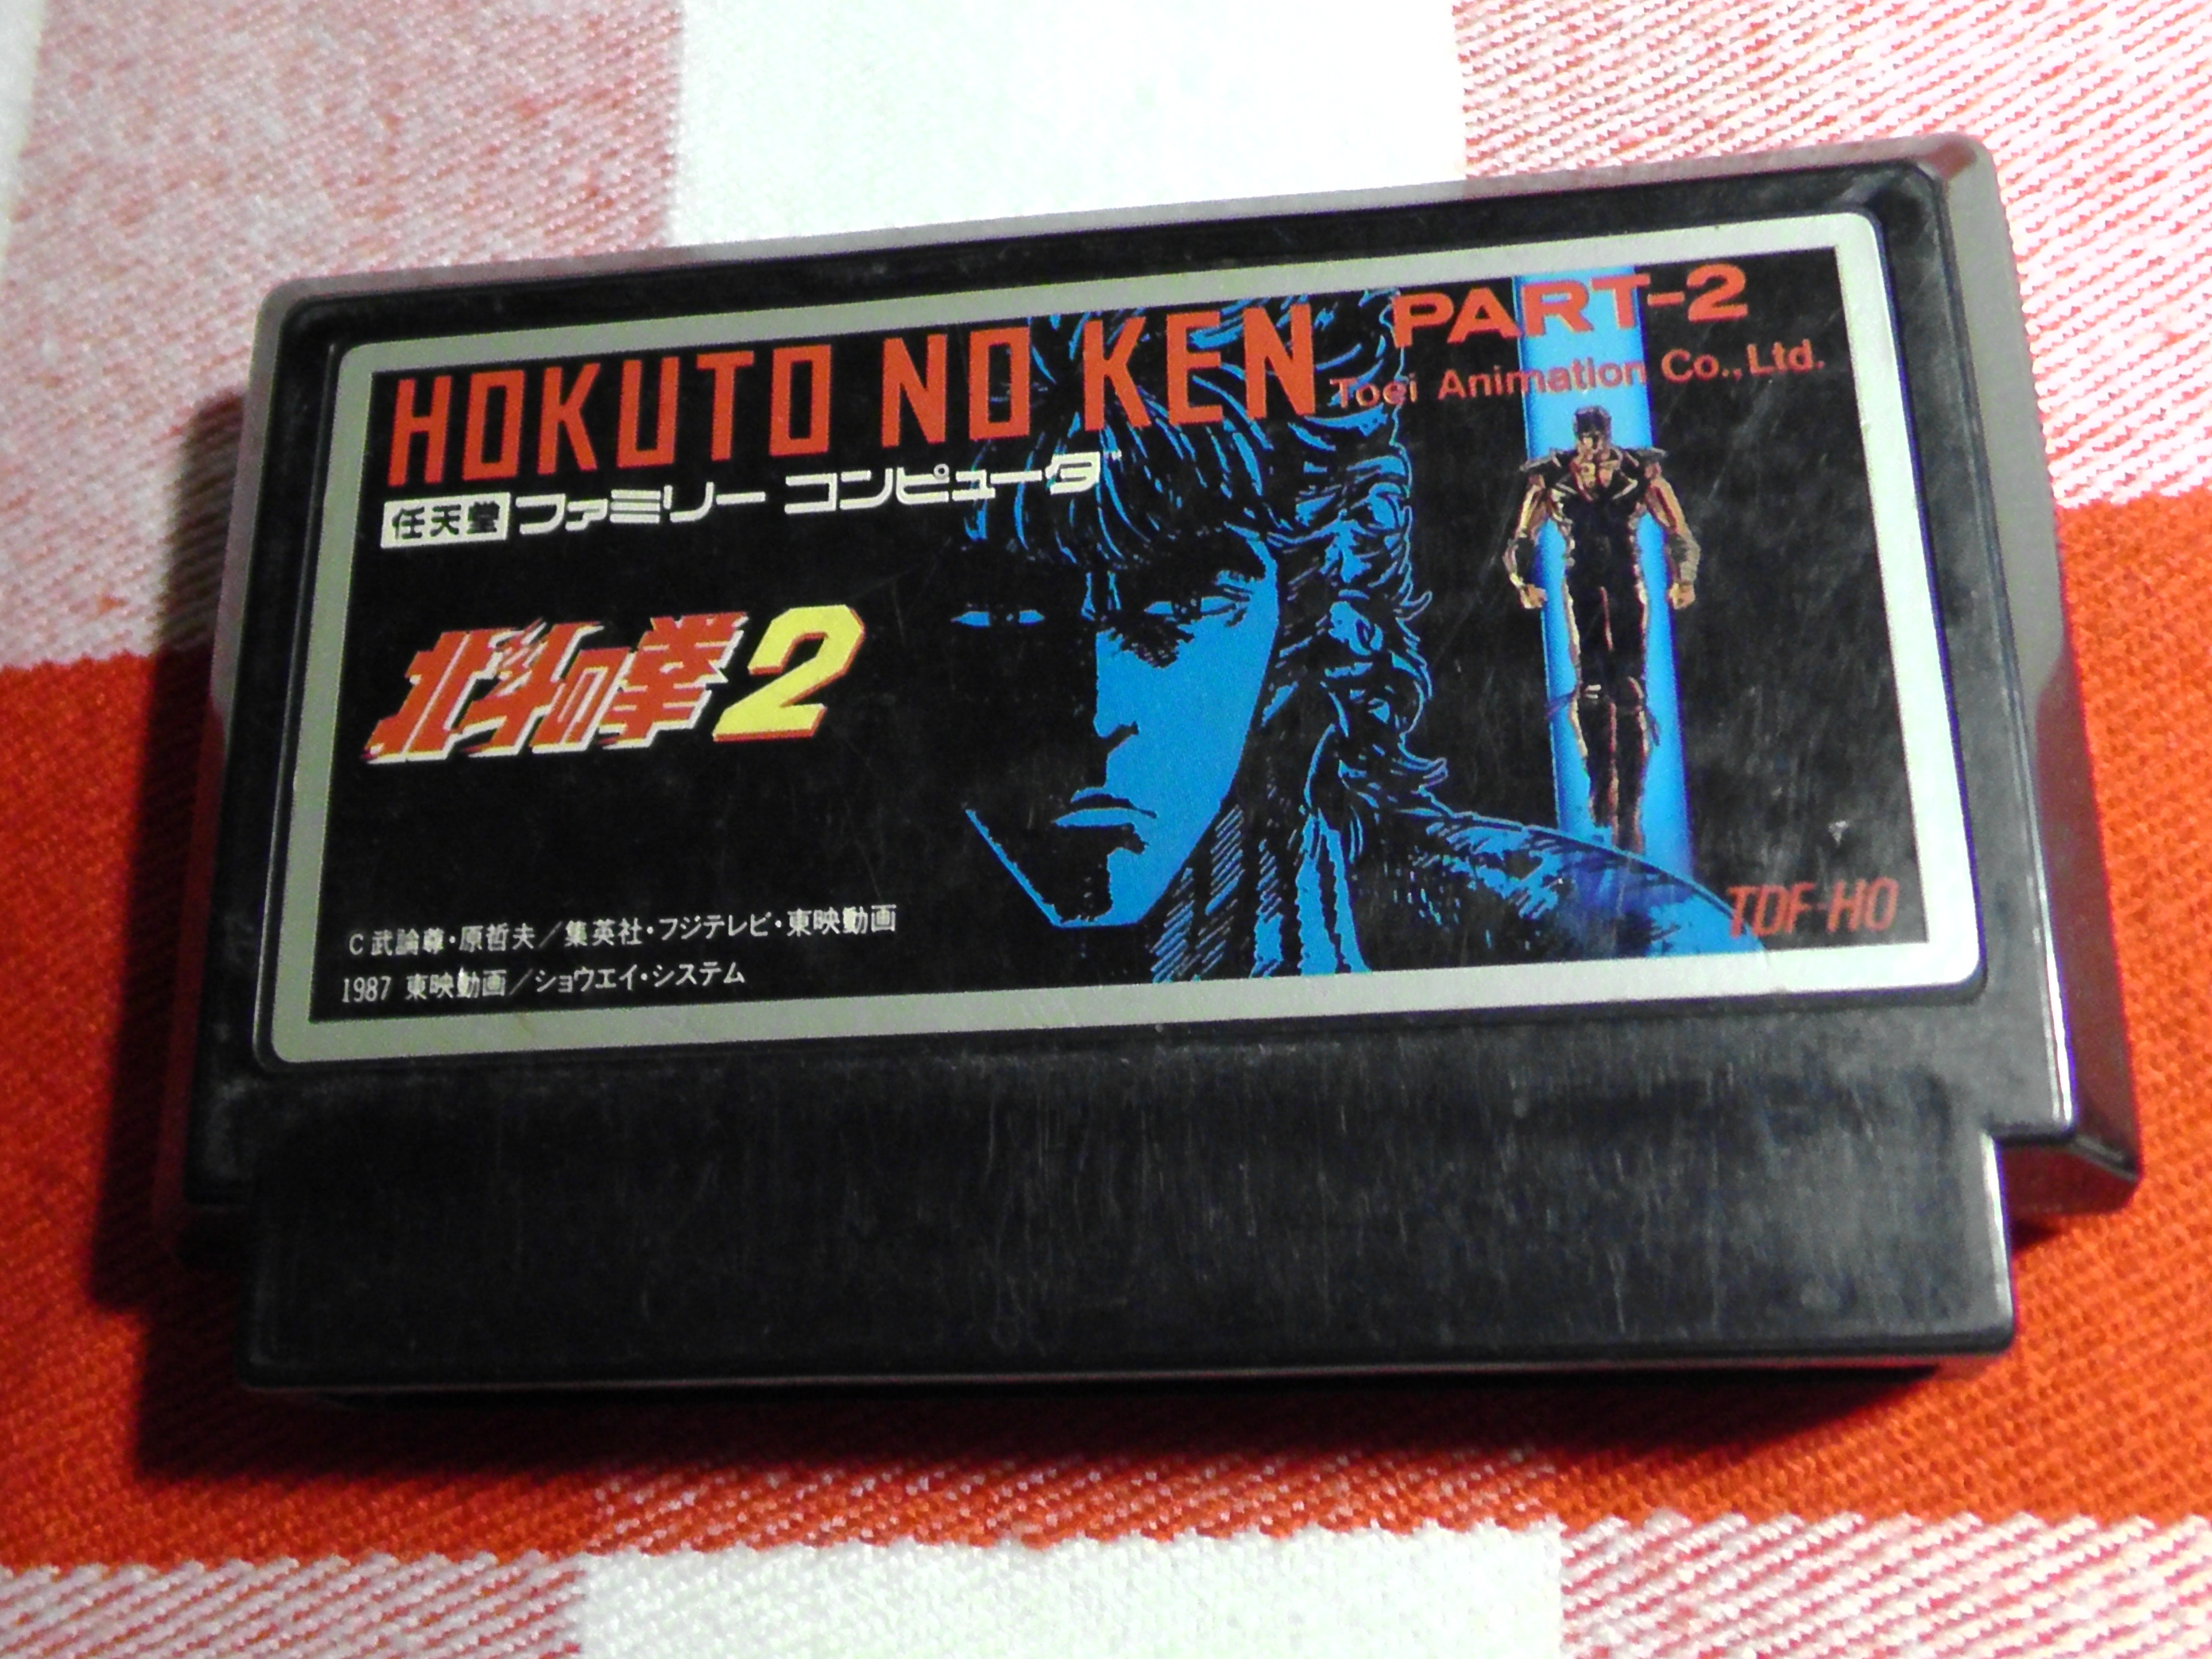 HOKUTO NO KEN PART-2
Toei Animation Co.,Ltd.
任天堂 ファミリー コンピュータ™
北斗の拳2
C 武論尊・原哲夫／集英社・フジテレビ・東映動画
1987 東映動画／ショウエイ・システム
TDF-HO